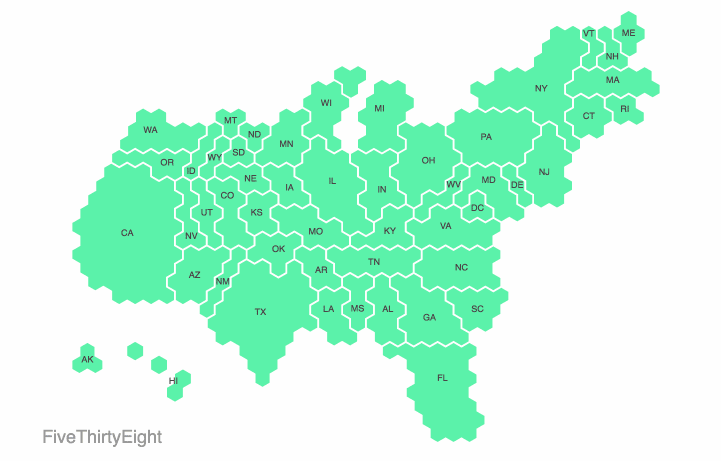 VT
ME
NH
NY
MA
WI
MI
CT
RI
MT
WA
ND
PA
MN
SD
WY
OH
OR
ID
NJ
NE
IL
IN
WV
MD
DE
IA
CO
DC
UT
KS
VA
CA
NV
MO
KY
OK
TN
NC
AZ
AR
NM
TX
LA
MS
AL
GA
SC
AK
HI
FL
FiveThirtyEight